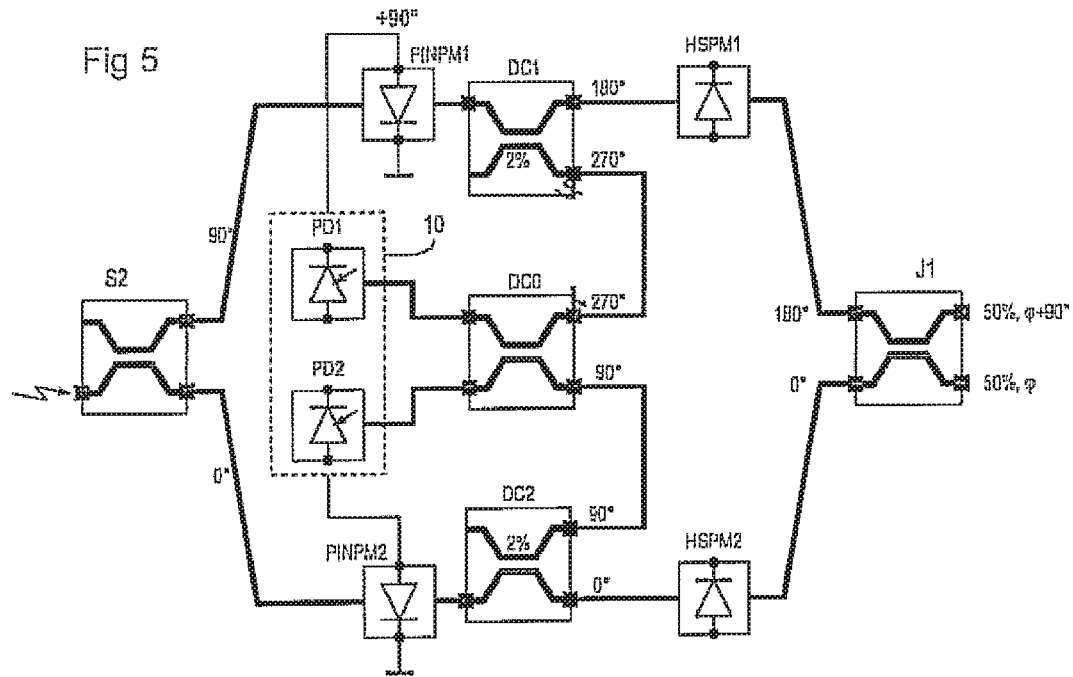 Fig 5
+90°
PINPM1
DC1
HSPM1
180°
2%
270°
90°
PD1
10
S2
DC0
J1
270°
180°
50%, φ+90°
PD2
90°
0°
50%, φ
0°
DC2
90°
PINPM2
2%
HSPM2
0°